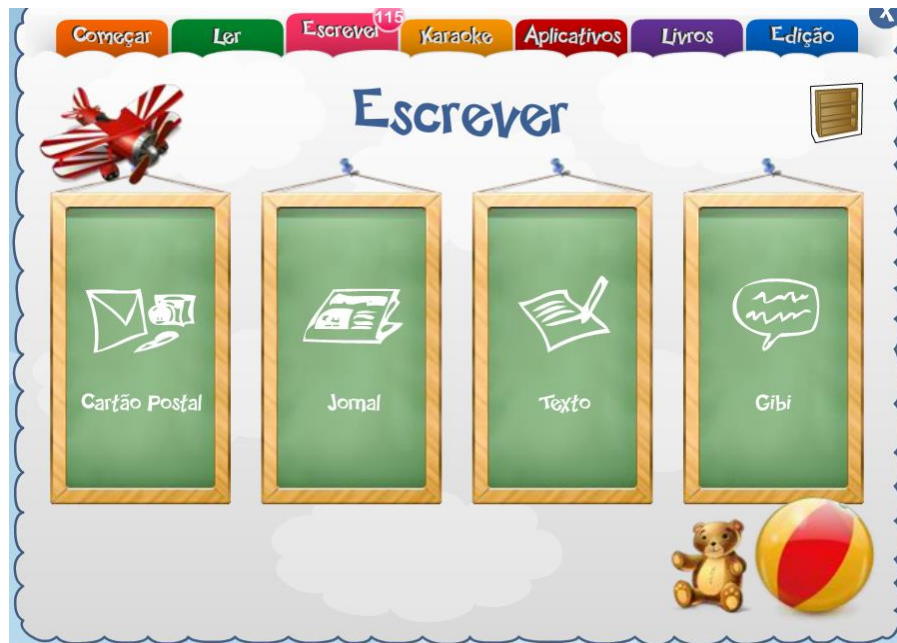 Começar Ler Escrever 115 Karaoke Aplicativos Livros Edição X
Escrever
Cartão Postal Jornal Texto Gibi